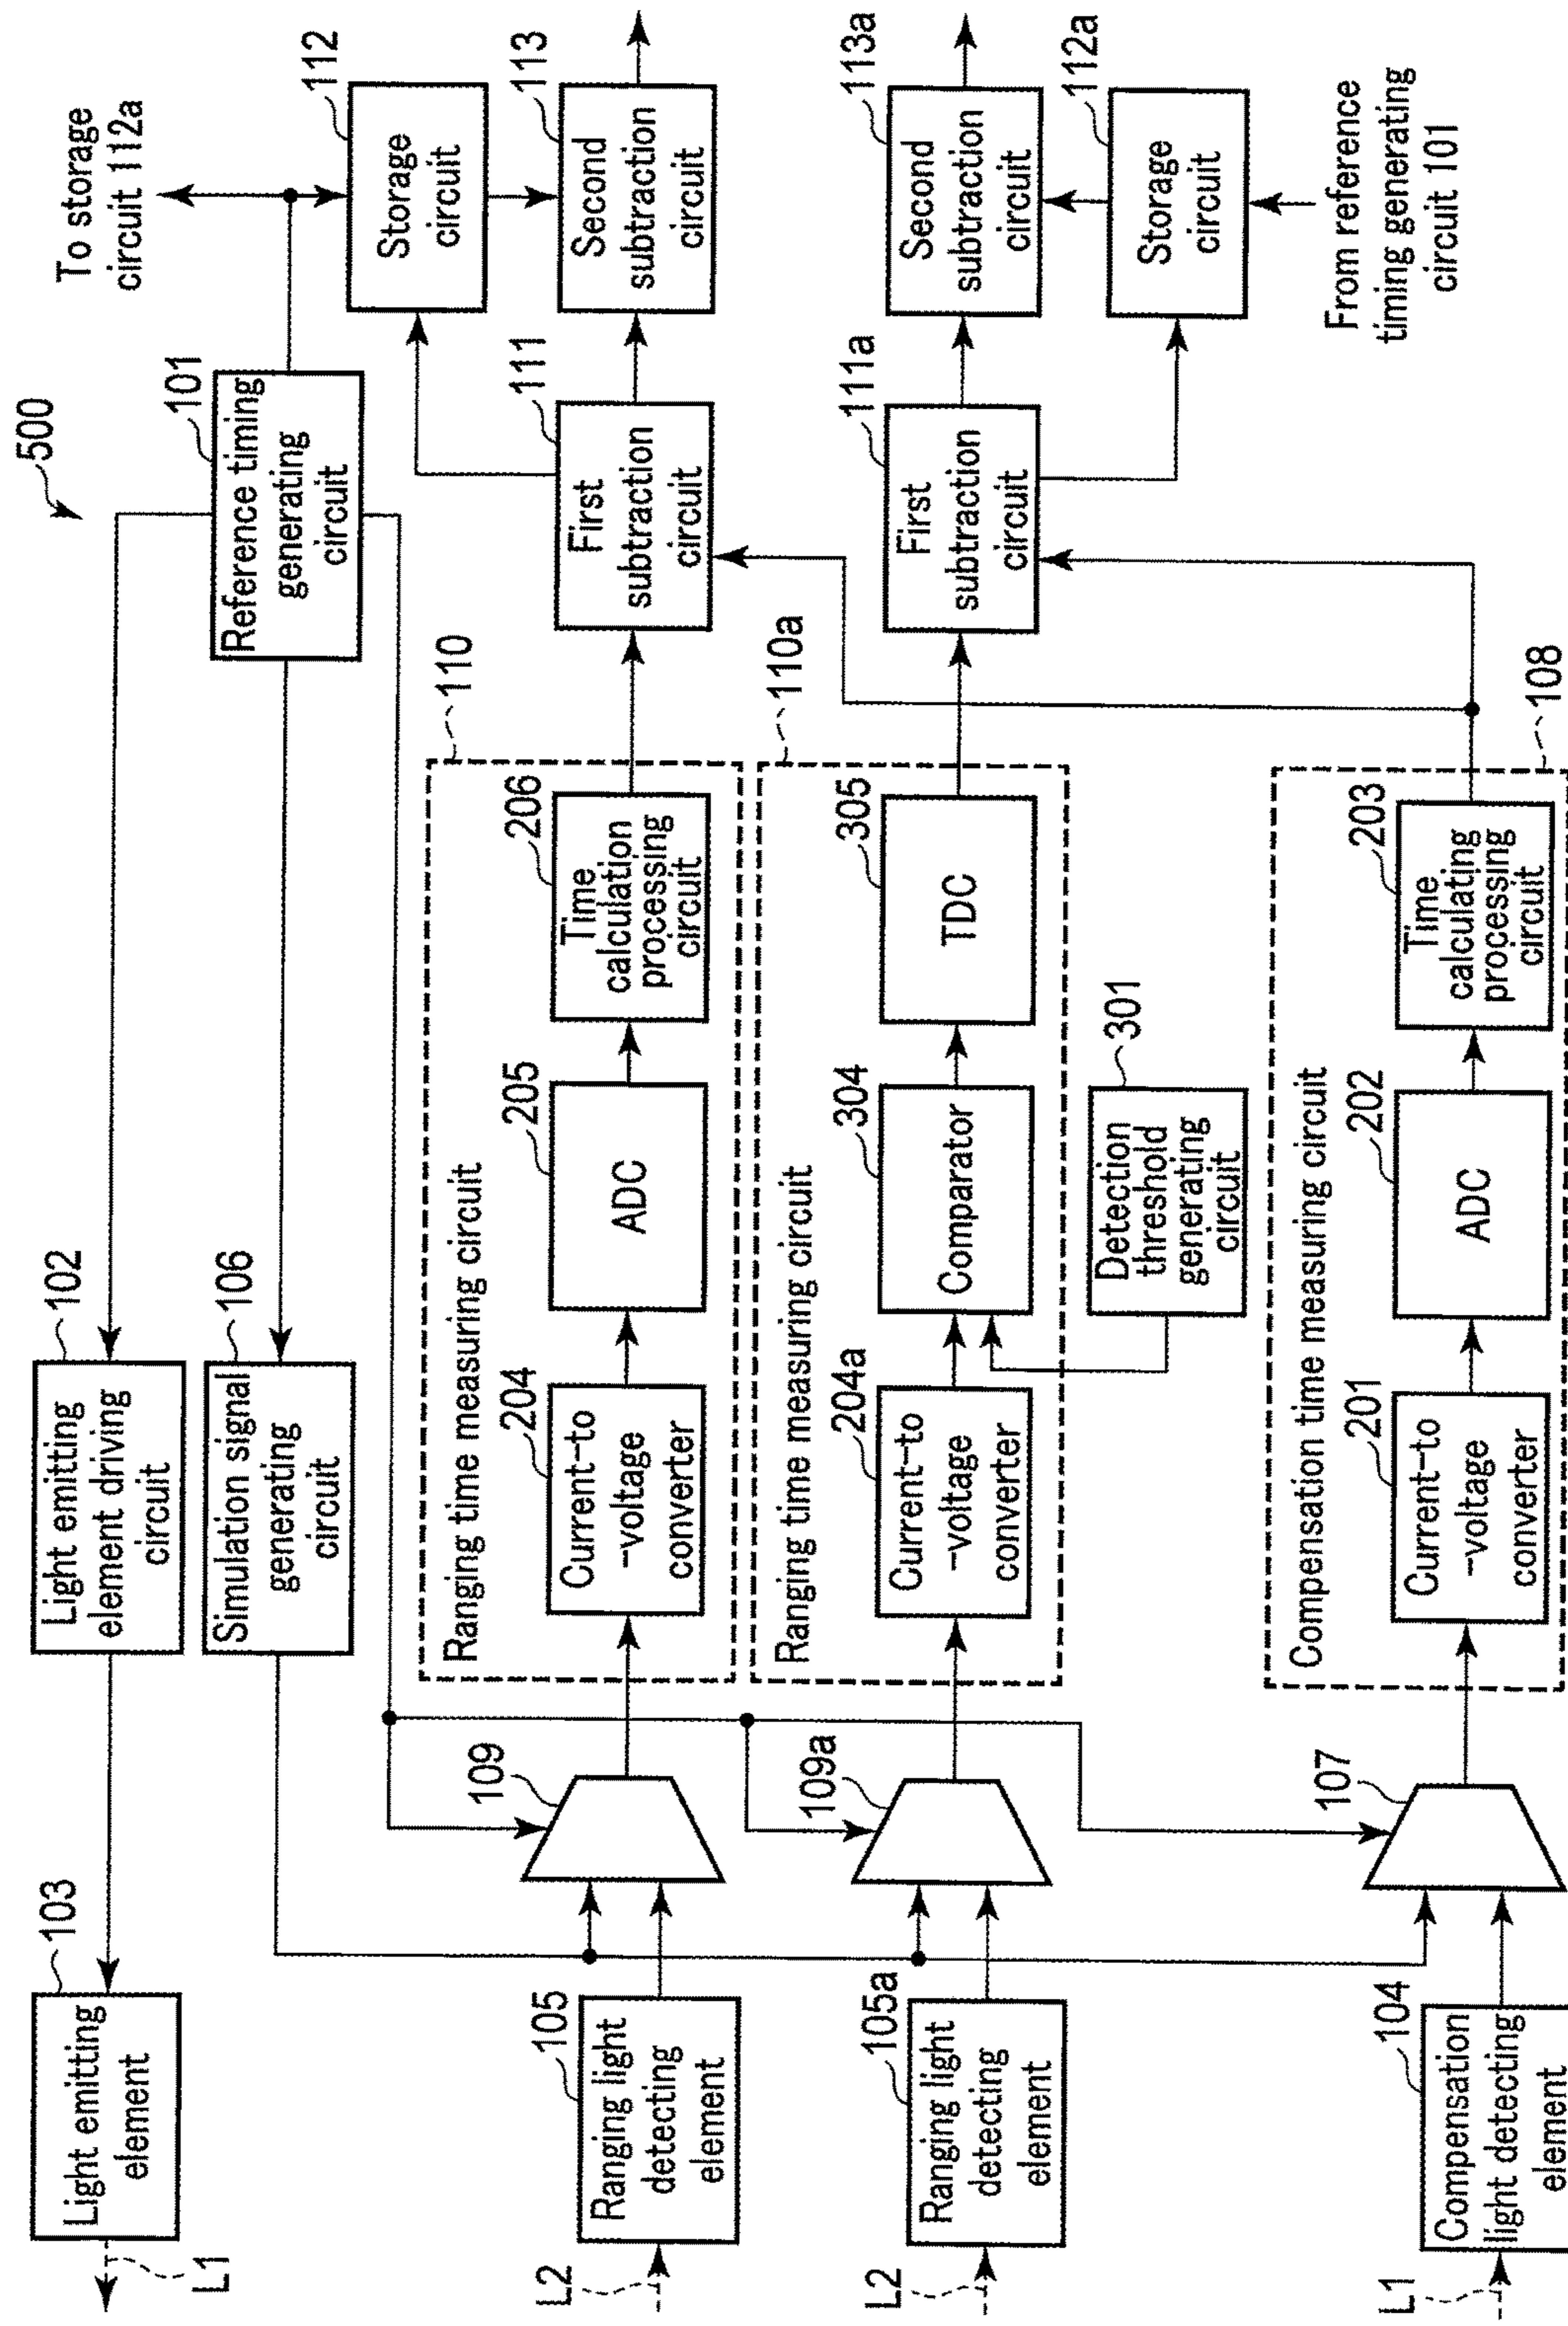 500
L1
103
Light emitting
element
102
Light emitting
element driving
circuit
106
Simulation signal
generating
circuit
101
Reference timing
generating
circuit
To storage
circuit 112a
112
Storage
circuit
L2
105
Ranging light
detecting
element
109
110
Ranging time measuring circuit
204
Current-to
-voltage
converter
205
ADC
206
Time
calculation
processing
circuit
111
First
subtraction
circuit
113
Second
subtraction
circuit
L2
105a
Ranging light
detecting
element
109a
110a
Ranging time measuring circuit
204a
Current-to
-voltage
converter
304
Comparator
305
TDC
111a
First
subtraction
circuit
113a
Second
subtraction
circuit
301
Detection
threshold
generating
circuit
112a
Storage
circuit
From reference
timing generating
circuit 101
L1
104
Compensation
light detecting
element
107
108
Compensation time measuring circuit
201
Current-to
-voltage
converter
202
ADC
203
Time
calculating
processing
circuit